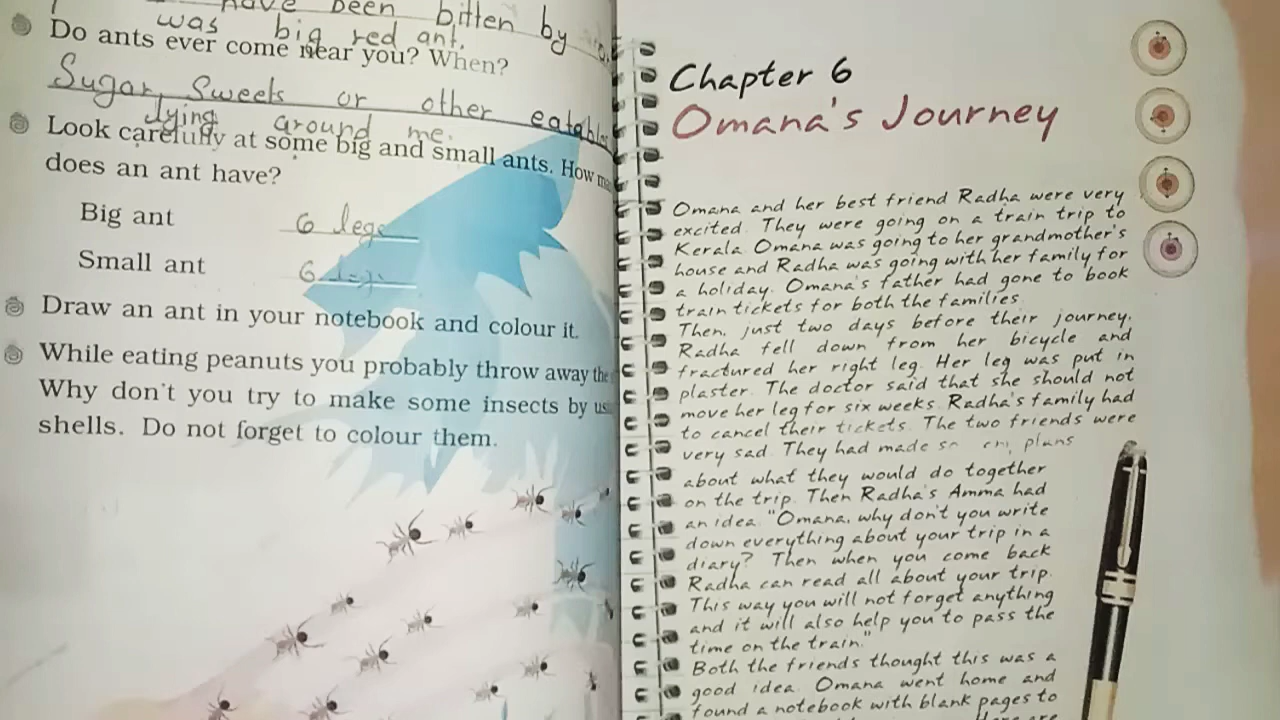 have been bitten by
was big red ant.
Do ants ever come near you? When?
Sugar, Sweets or other eatables
lying around me.
Look carefully at some big and small ants. How
does an ant have?
Big ant 6 legs
Small ant 6 legs
Draw an ant in your notebook and colour it.
While eating peanuts you probably throw away the
Why don't you try to make some insects by
shells. Do not forget to colour them.
Chapter 6
Omana's Journey
Omana and her best friend Radha were very
excited. They were going on a train trip to
Kerala. Omana was going to her grandmother's
house and Radha was going with her family for
a holiday. Omana's father had gone to book
train tickets for both the families.
Then, just two days before their journey,
Radha fell down from her bicycle and
fractured her right leg. Her leg was put in
plaster. The doctor said that she should not
move her leg for six weeks. Radha's family had
to cancel their tickets. The two friends were
very sad. They had made plans
about what they would do together
on the trip. Then Radha's Amma had
an idea. "Omana, why don't you write
down everything about your trip in a
diary? Then when you come back
Radha can read all about your trip.
This way you will not forget anything
and it will also help you to pass the
time on the train."
Both the friends thought this was a
good idea. Omana went home and
found a notebook with blank pages to